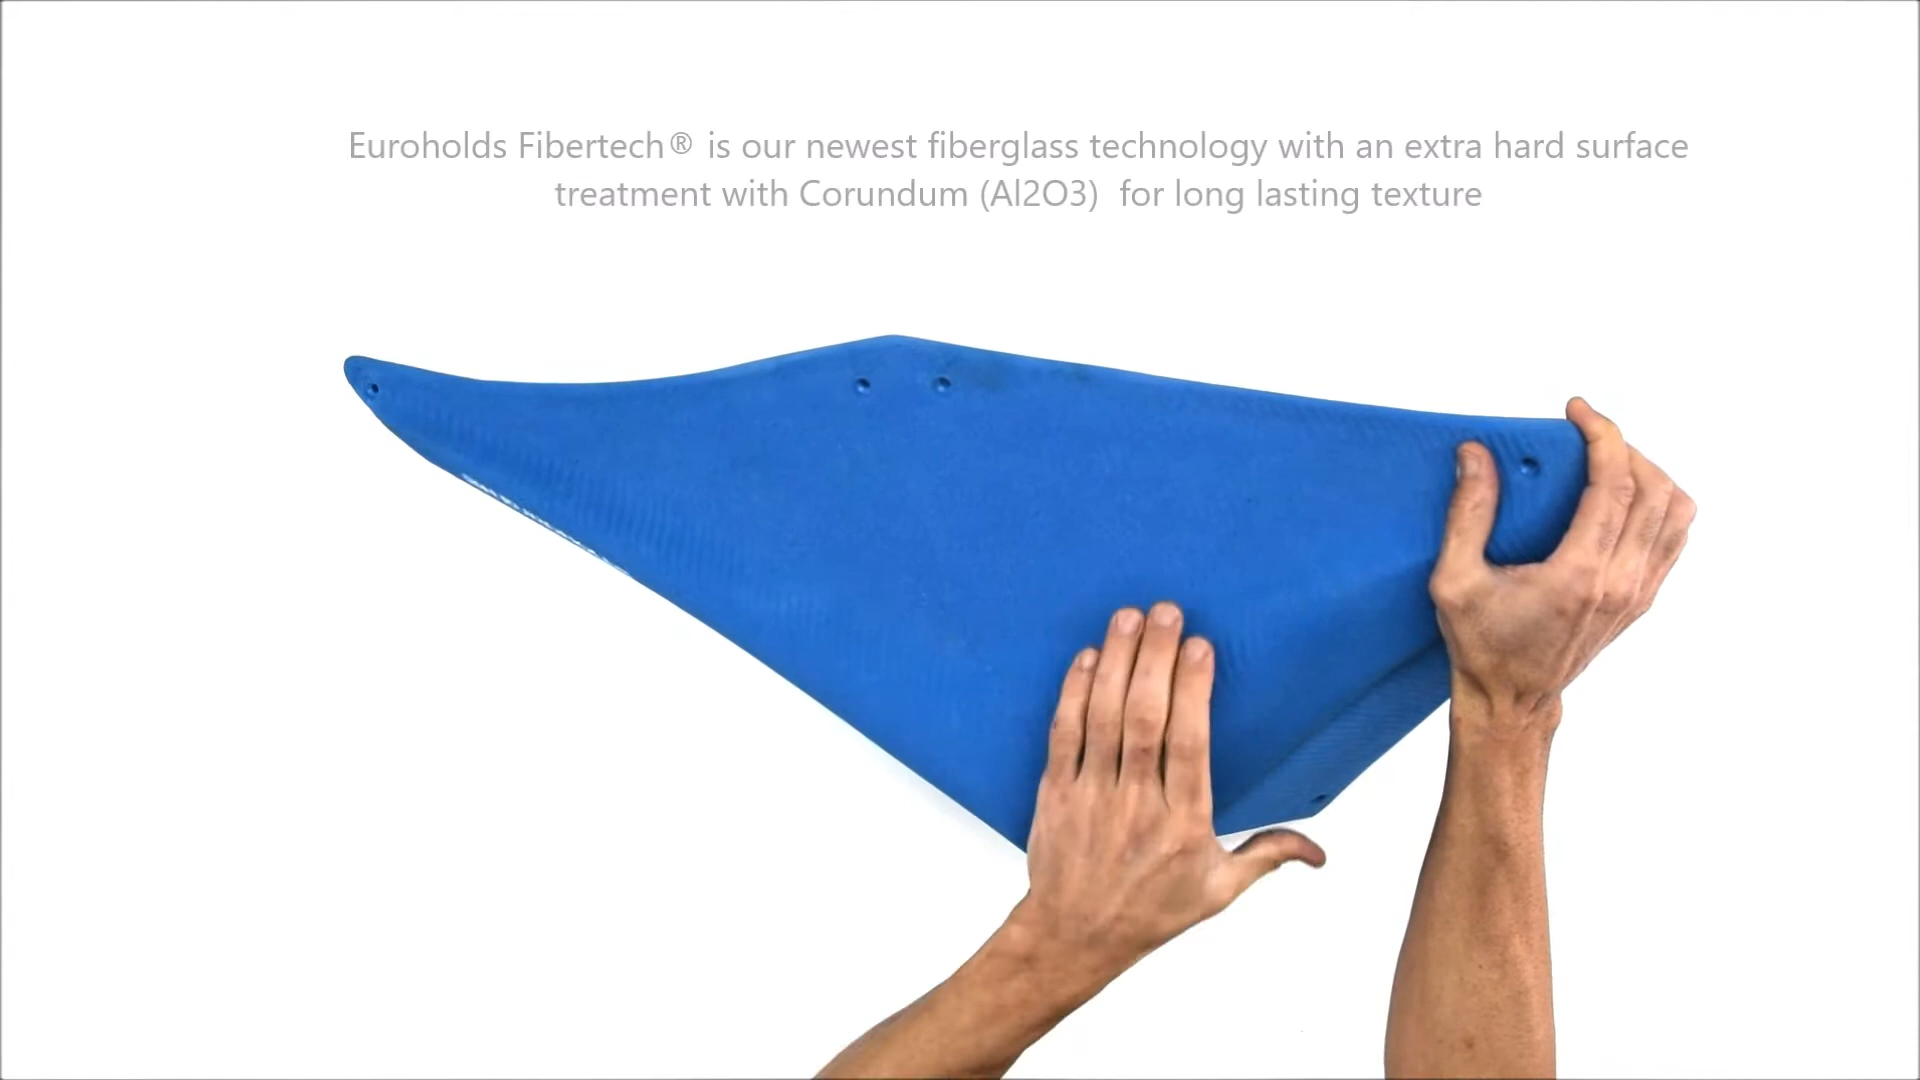 Euroholds Fibertech® is our newest fiberglass technology with an extra hard surface
treatment with Corundum (Al2O3)  for long lasting texture